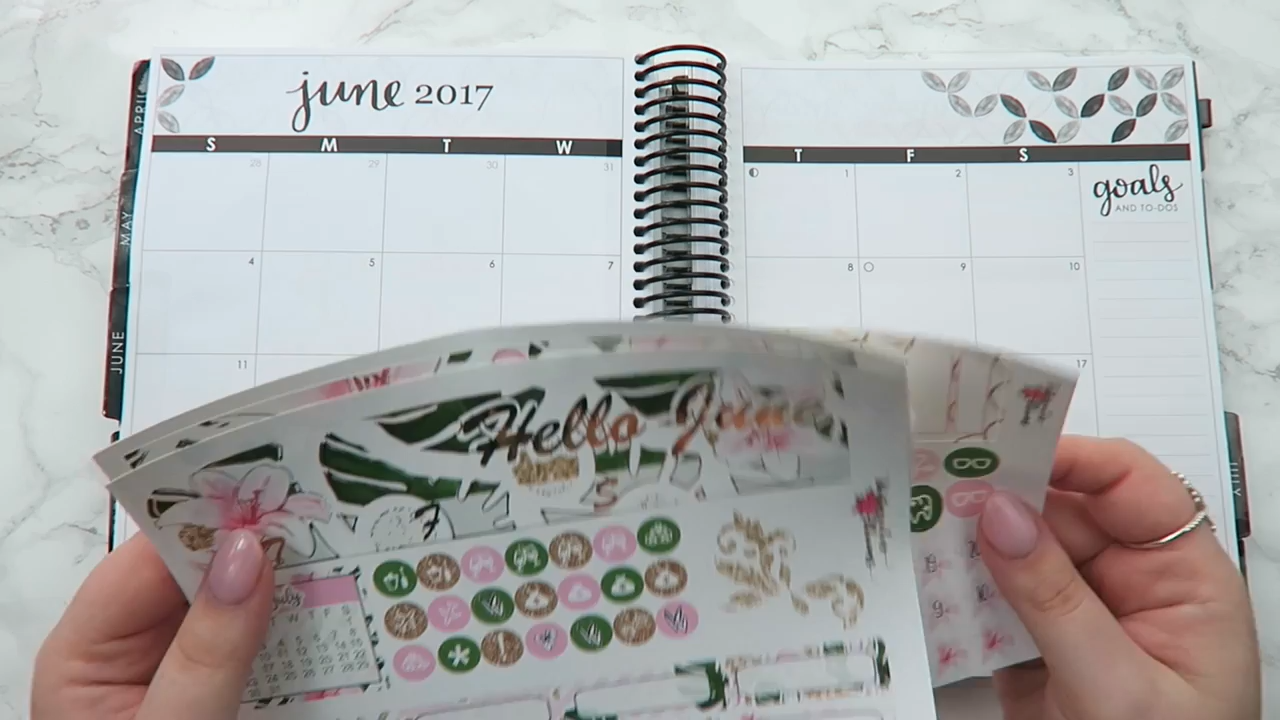 june 2017
S M T W
T F S
28 29 30 31
1 2 3
goals
AND TO-DOS
4 5 6 7
8 9 10
11
17
APRIL
MAY
JUNE
JULY
Hello June
July
B
B